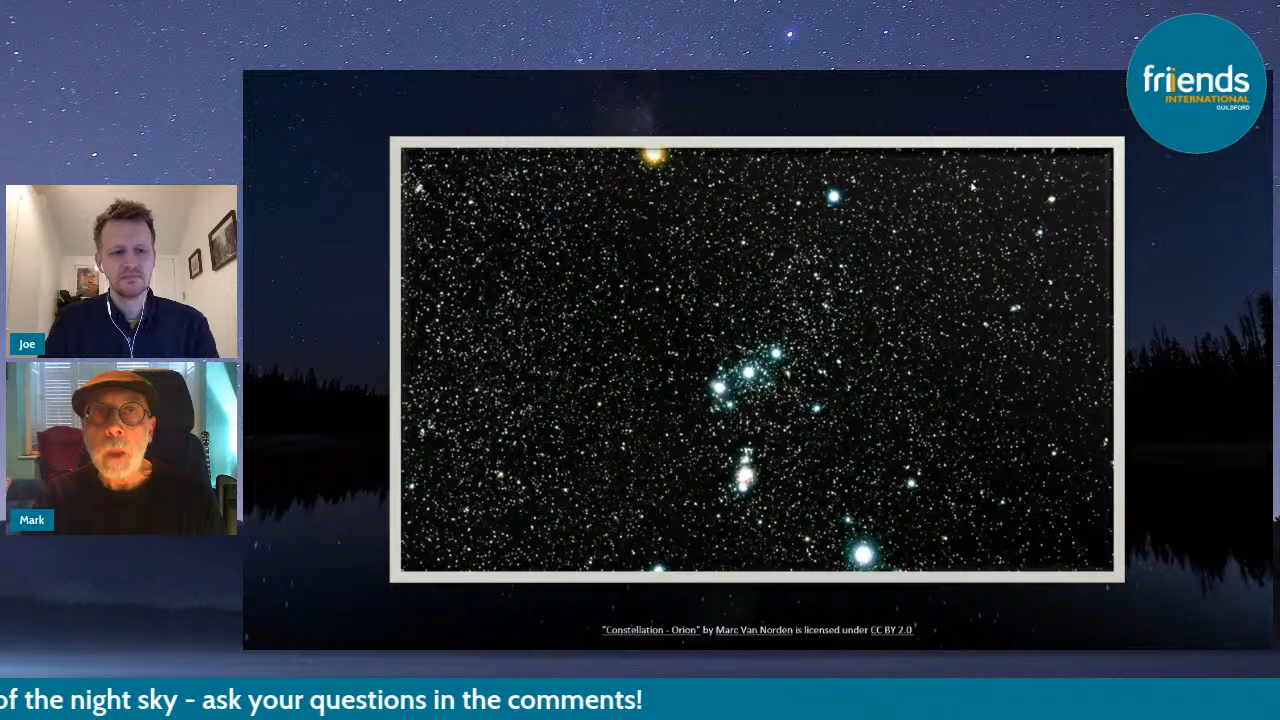 friends
INTERNATIONAL
GUILDFORD
Joe
Mark
"Constellation - Orion" by Marc Van Norden is licensed under CC BY 2.0
of the night sky - ask your questions in the comments!